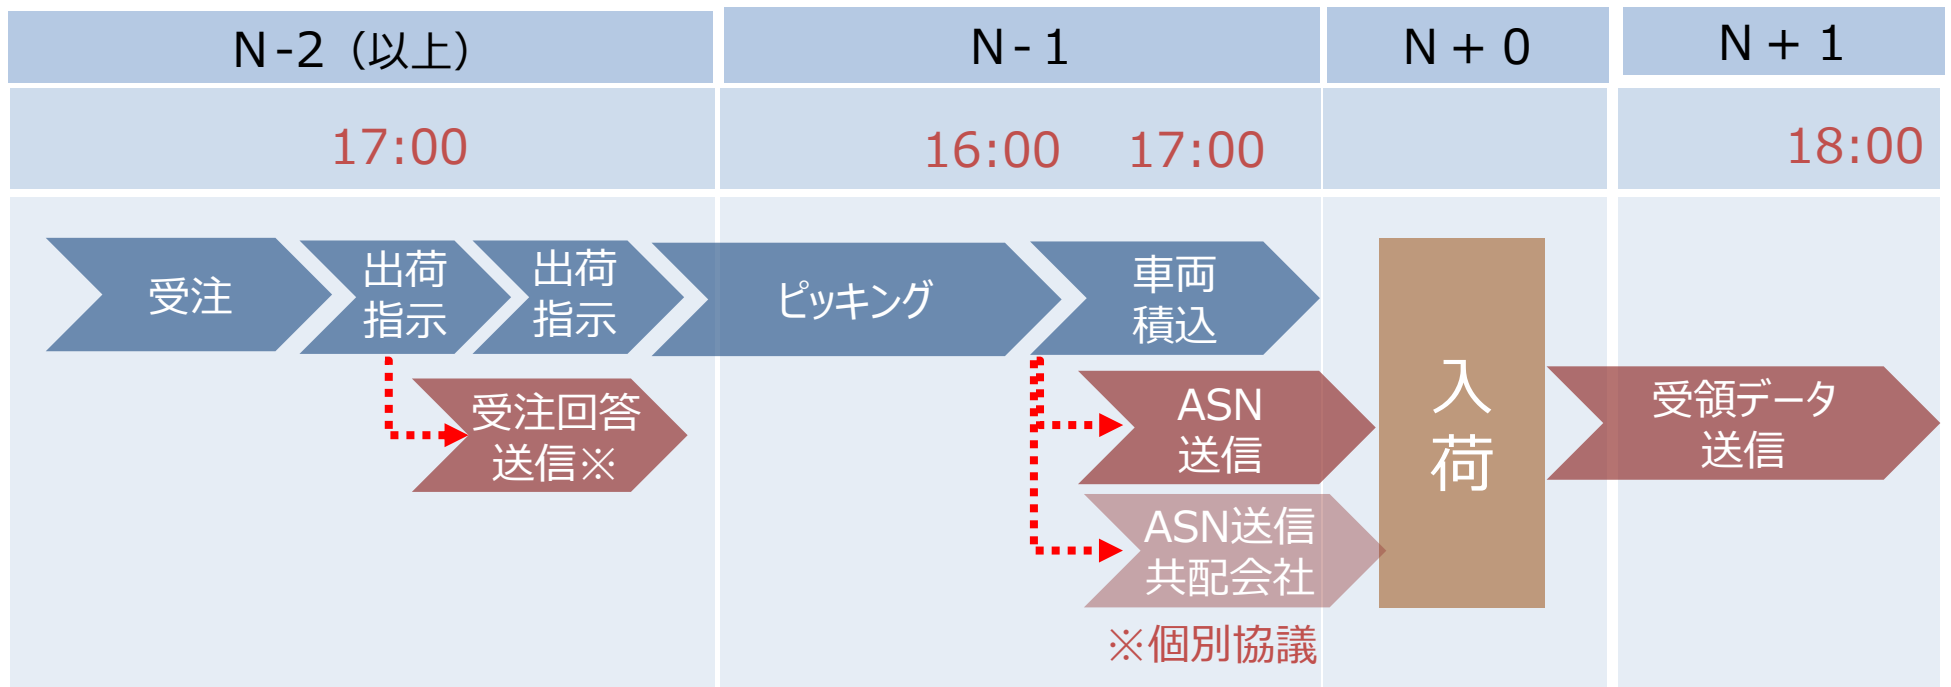 N-2（以上）
N-1
N+0
N+1
17:00
16:00
17:00
18:00
受注
出荷
指示
出荷
指示
ピッキング
車両
積込
受注回答
送信※
ASN
送信
ASN送信
共配会社
※個別協議
入
荷
受領データ
送信